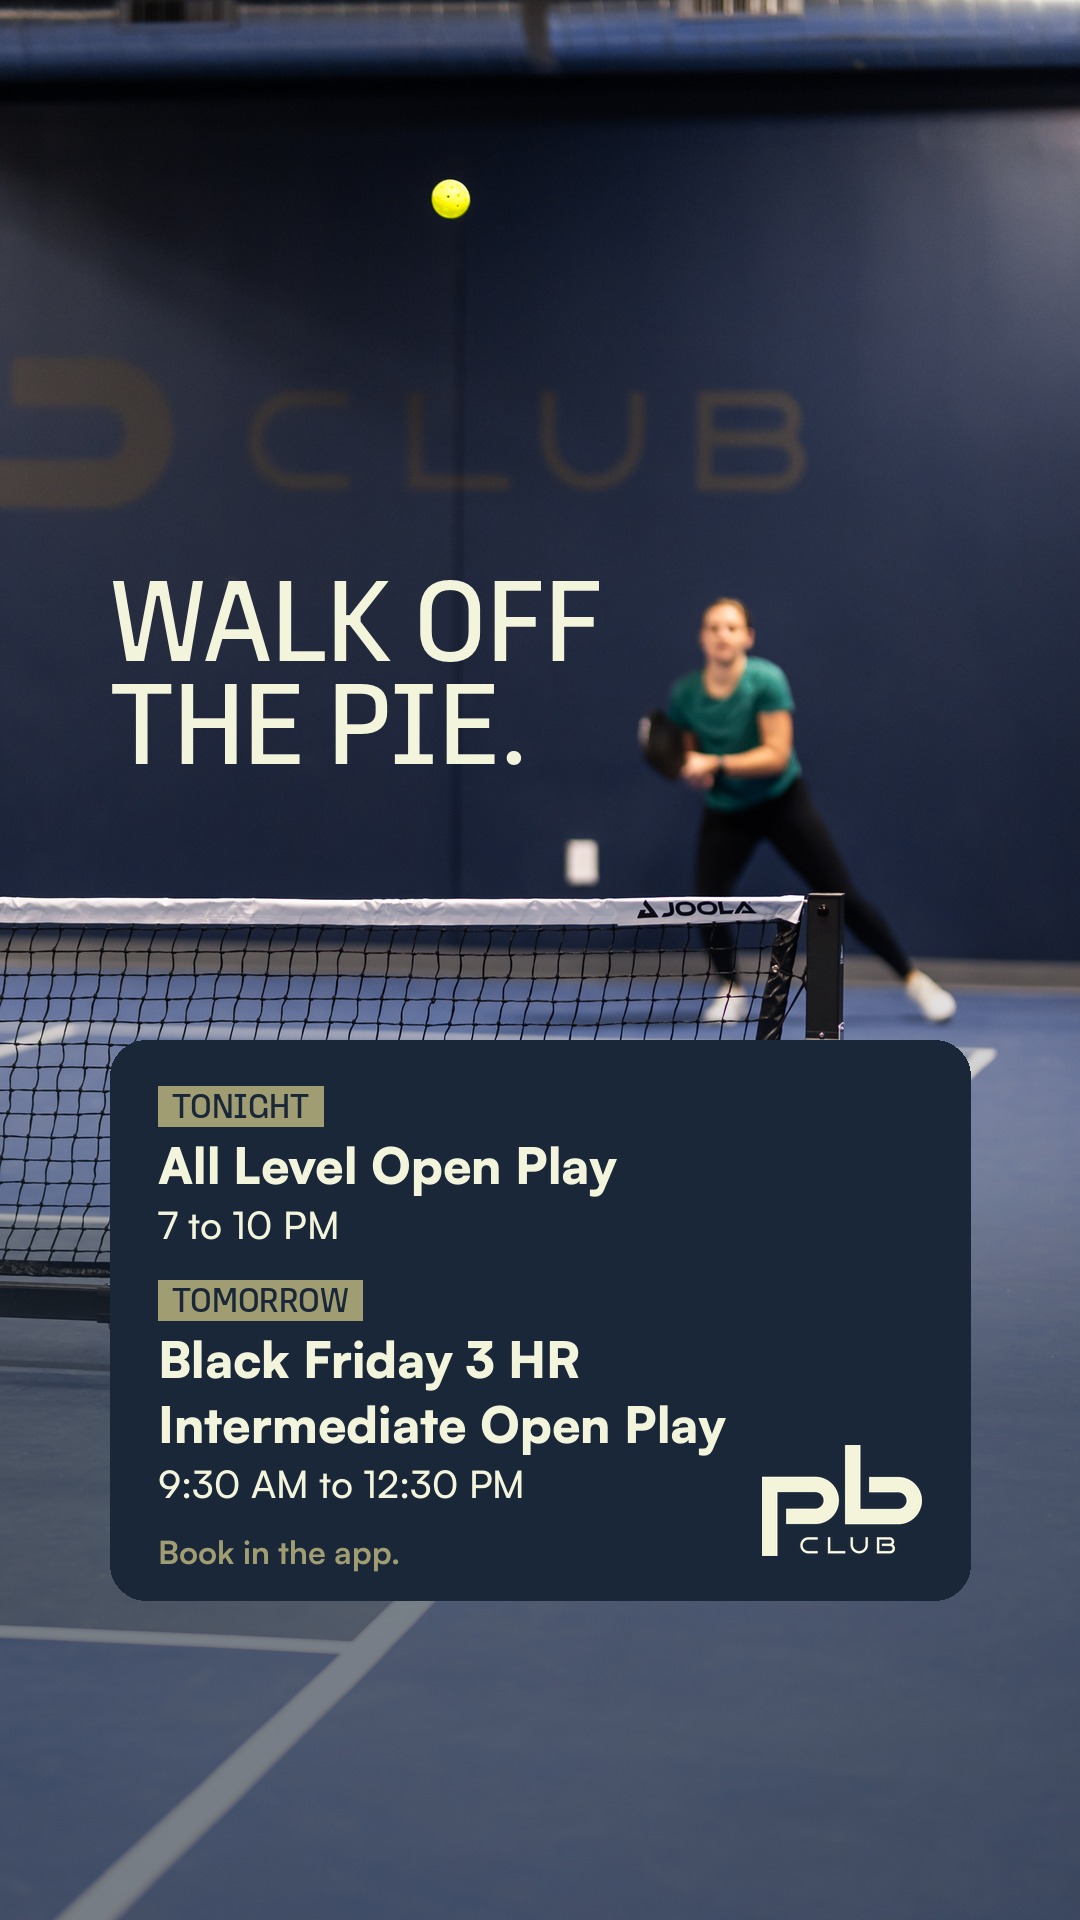 CLUB
WALK OFF
THE PIE.
JOOLA
TONIGHT
All Level Open Play
7 to 10 PM
TOMORROW
Black Friday 3 HR
Intermediate Open Play
9:30 AM to 12:30 PM
Book in the app.
pb
CLUB